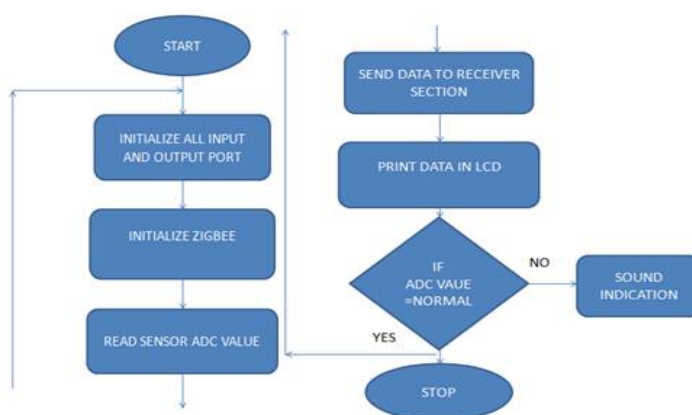 START
INITIALIZE ALL INPUT
AND OUTPUT PORT
INITIALIZE ZIGBEE
READ SENSOR ADC VALUE
SEND DATA TO RECEIVER
SECTION
PRINT DATA IN LCD
IF
ADC VAUE
=NORMAL
NO
SOUND
INDICATION
YES
STOP